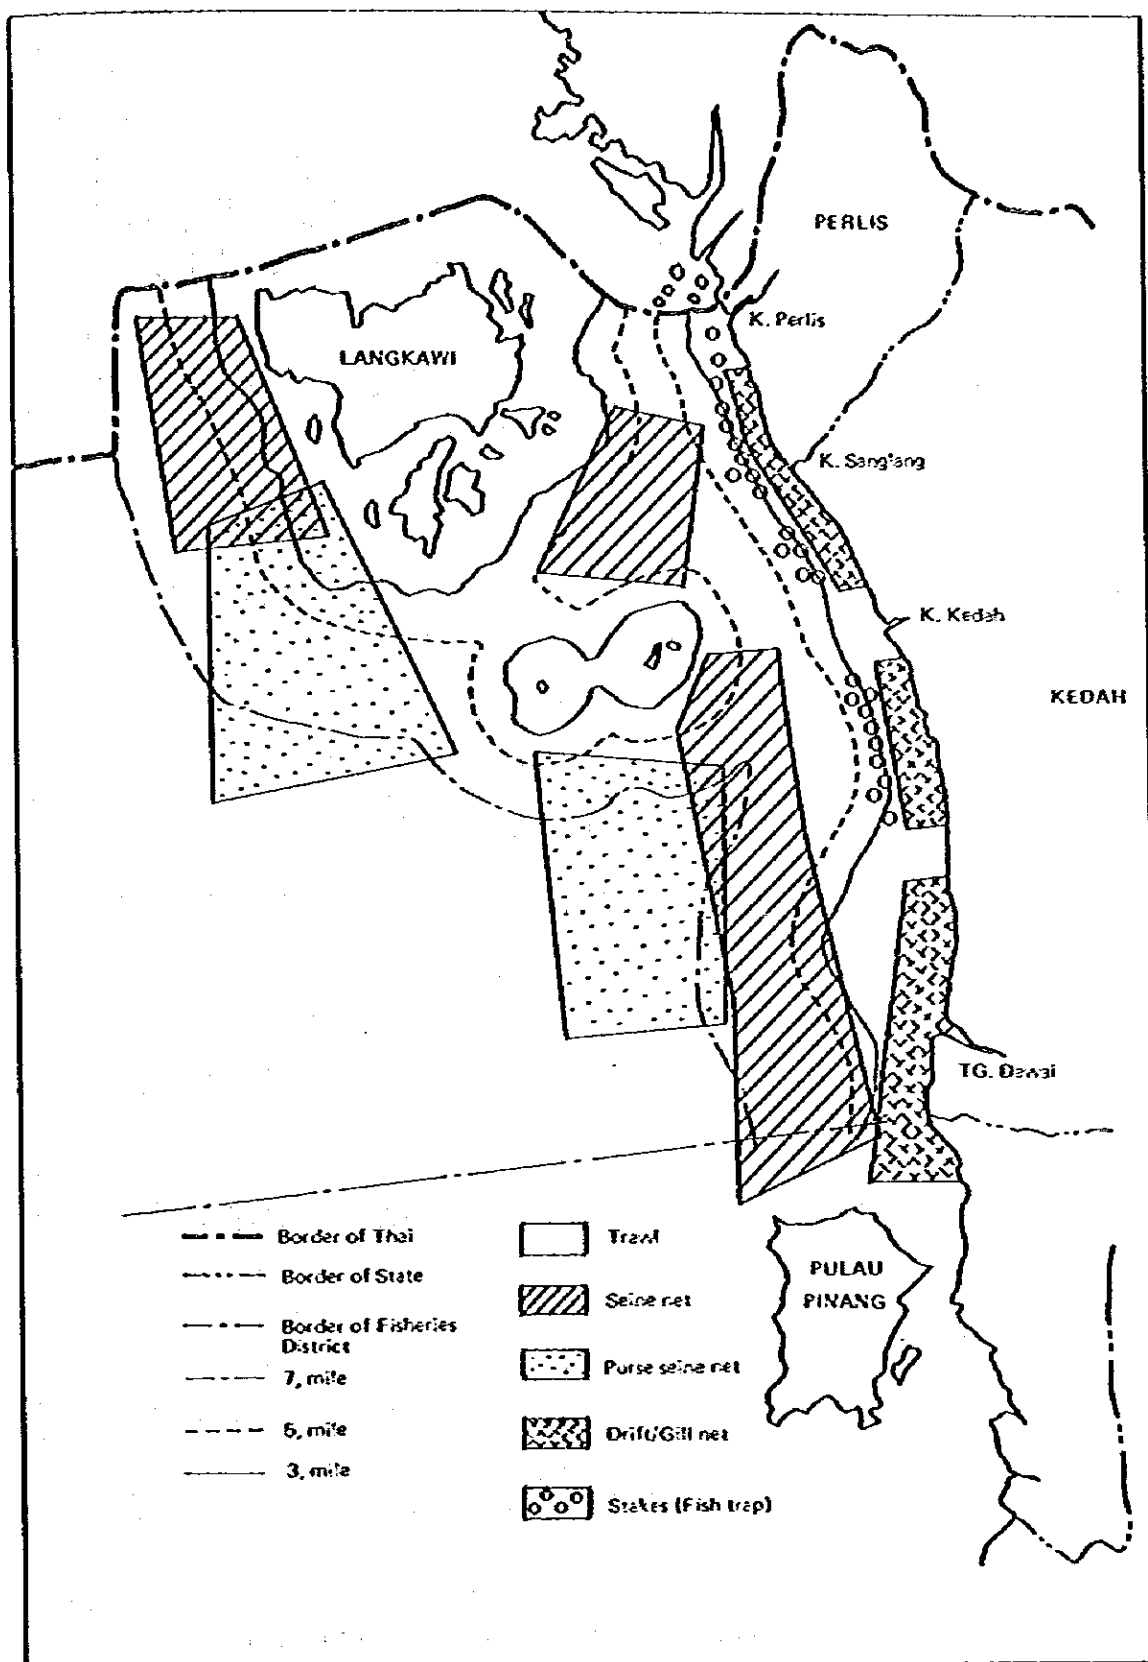 PERLIS
K. Perlis
LANGKAWI
K. Sanglang
K. Kedah
KEDAH
TG. Dawai
Border of Thai
Border of State
Border of Fisheries
District
7, mile
5, mile
3, mile
Trawl
Seine net
Purse seine net
Drift/Gill net
Stakes (Fish trap)
PULAU
PINANG